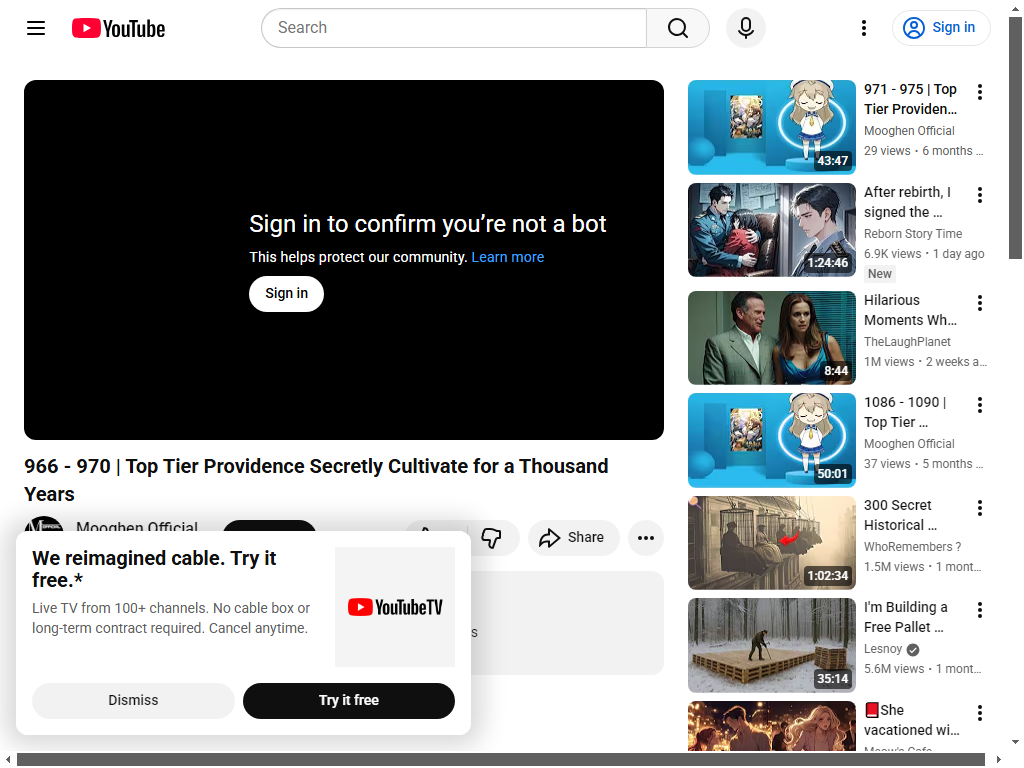 YouTube
Search
Sign in
Sign in to confirm you’re not a bot
This helps protect our community. Learn more
Sign in
966 - 970 | Top Tier Providence Secretly Cultivate for a Thousand
Years
Mooghen Official
Share
We reimagined cable. Try it
free.*
Live TV from 100+ channels. No cable box or
long-term contract required. Cancel anytime.
YouTubeTV
Dismiss
Try it free
43:47
971 - 975 | Top
Tier Providen...
Mooghen Official
29 views • 6 months ...
1:24:46
After rebirth, I
signed the ...
Reborn Story Time
6.9K views • 1 day ago
New
8:44
Hilarious
Moments Wh...
TheLaughPlanet
1M views • 2 weeks a...
50:01
1086 - 1090 |
Top Tier ...
Mooghen Official
37 views • 5 months ...
1:02:34
300 Secret
Historical ...
WhoRemembers ?
1.5M views • 1 mont...
35:14
I'm Building a
Free Pallet ...
Lesnoy
5.6M views • 1 mont...
She
vacationed wi...